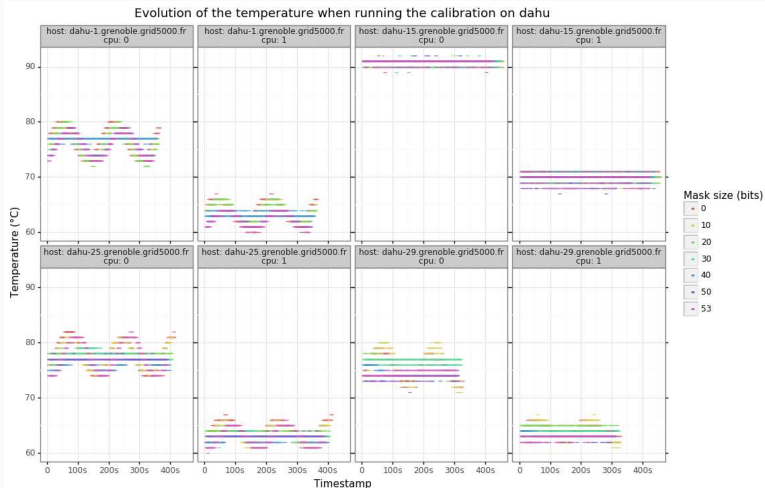 Evolution of the temperature when running the calibration on dahu
host: dahu-1.grenoble.grid5000.fr
cpu: 0
host: dahu-1.grenoble.grid5000.fr
cpu: 1
host: dahu-15.grenoble.grid5000.fr
cpu: 0
host: dahu-15.grenoble.grid5000.fr
cpu: 1
90
80
70
60
host: dahu-25.grenoble.grid5000.fr
cpu: 0
host: dahu-25.grenoble.grid5000.fr
cpu: 1
host: dahu-29.grenoble.grid5000.fr
cpu: 0
host: dahu-29.grenoble.grid5000.fr
cpu: 1
90
80
70
60
Temperature (°C)
0 100s 200s 300s 400s
0 100s 200s 300s 400s
0 100s 200s 300s 400s
0 100s 200s 300s 400s
Timestamp
Mask size (bits)
0
10
20
30
40
50
53